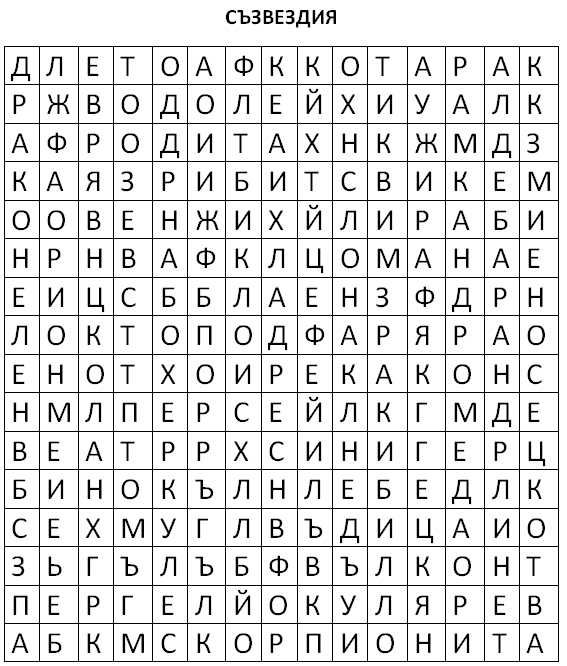 СЪЗВЕЗДИЯ
Д Л Е Т О А Ф К К О Т А Р А К
Р Ж В О Д О Л Е Й Х И У А Л К
А Ф Р О Д И Т А Х Н К Ж М Д З
К А Я З Р И Б И Т С В И К Е М
О О В Е Н Ж И Х Й Л И Р А Б И
Н Р Н В А Ф К Л Ц О М А Н А Е
Е И Ц С Б Б Л А Е Н З Ф Д Р Н
Л О К Т О П О Д Ф А Р Я Р А О
Е Н О Т Х О И Р Е К А К О Н С
Н М Л П Е Р С Е Й Л К Г М Д Е
В Е А Т Р Р Х С И Н И Г Е Р Ц
Б И Н О К Ъ Л Н Л Е Б Е Д Л К
С Е Х М У Г Л В Ъ Д И Ц А И О
З Ь Г Ъ Л Ъ Б Ф В Ъ Л К О Н Т
П Е Р Г Е Л Й О К У Л Я Р Е В
А Б К М С К О Р П И О Н И Т А